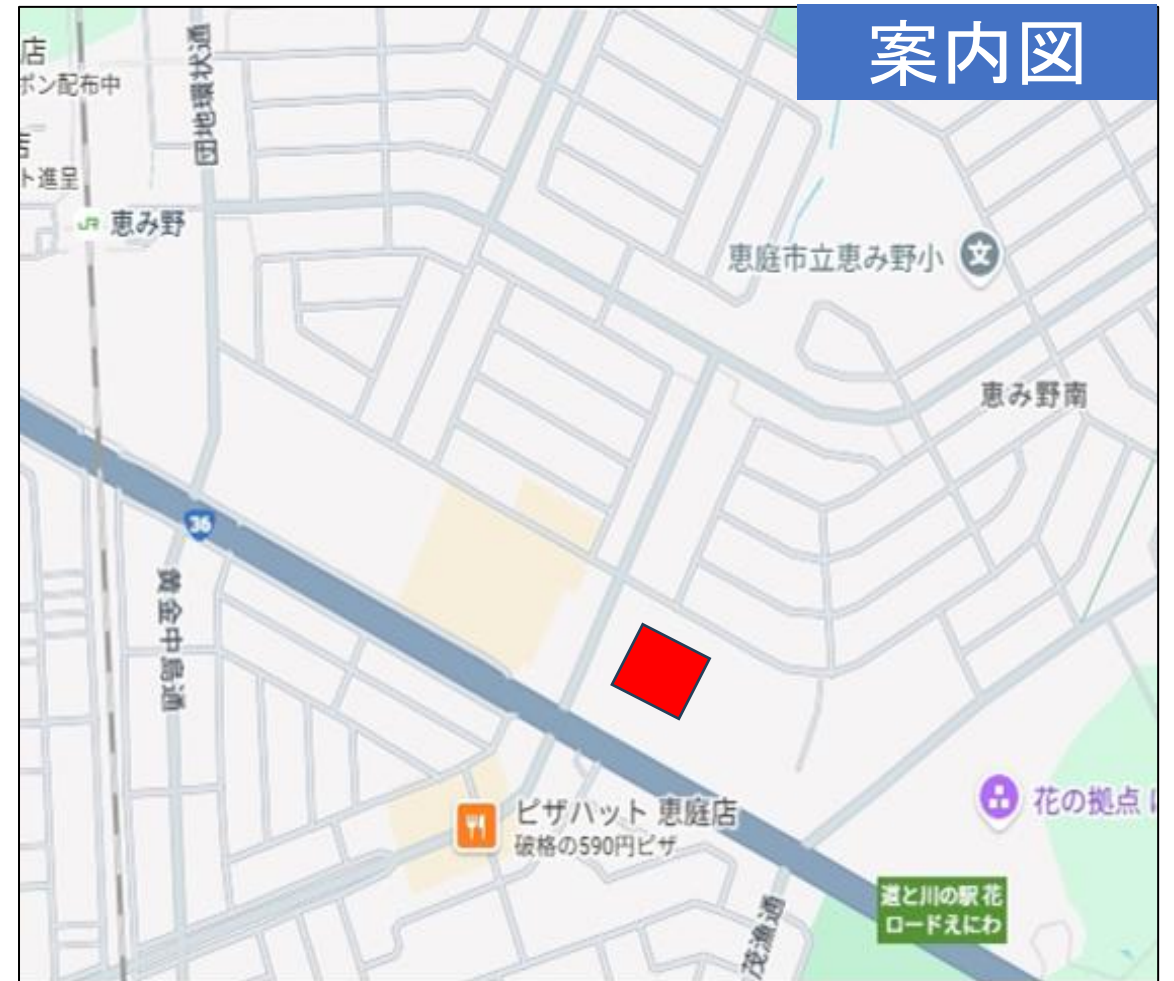 案内図
店
ポン配布中
団地環状通
ト進呈
JR 恵み野
恵庭市立恵み野小
文
恵み野南
36
黄金中島通
ピザハット 恵庭店
破格の590円ピザ
花の拠点
道と川の駅 花
ロードえにわ
茂漁通